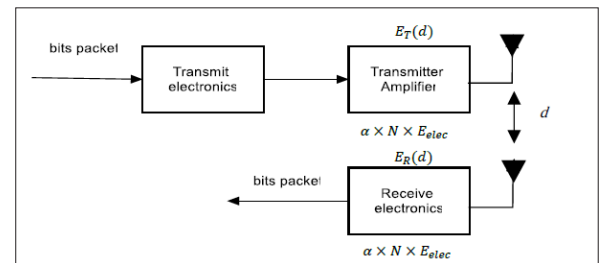 E_T(d)
bits packet
Transmit
electronics
Transmitter
Amplifier
d
α × N × E_elec
E_R(d)
bits packet
Receive
electronics
α × N × E_elec